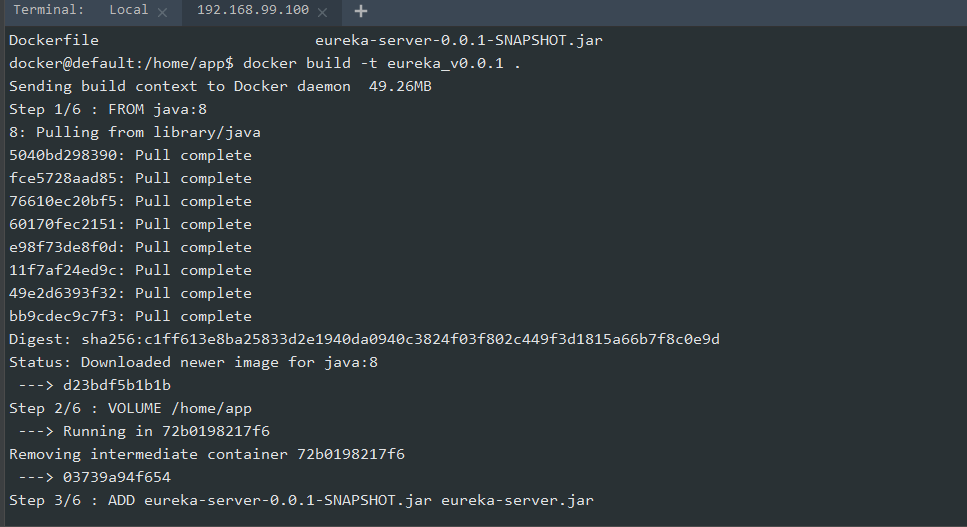 Terminal: Local × 192.168.99.100 × +
Dockerfile eureka-server-0.0.1-SNAPSHOT.jar
docker@default:/home/app$ docker build -t eureka_v0.0.1 .
Sending build context to Docker daemon  49.26MB
Step 1/6 : FROM java:8
8: Pulling from library/java
5040bd298390: Pull complete
fce5728aad85: Pull complete
76610ec20bf5: Pull complete
60170fec2151: Pull complete
e98f73de8f0d: Pull complete
11f7af24ed9c: Pull complete
49e2d6393f32: Pull complete
bb9cdec9c7f3: Pull complete
Digest: sha256:c1ff613e8ba25833d2e1940da0940c3824f03f802c449f3d1815a66b7f8c0e9d
Status: Downloaded newer image for java:8
 ---> d23bdf5b1b1b
Step 2/6 : VOLUME /home/app
 ---> Running in 72b0198217f6
Removing intermediate container 72b0198217f6
 ---> 03739a94f654
Step 3/6 : ADD eureka-server-0.0.1-SNAPSHOT.jar eureka-server.jar